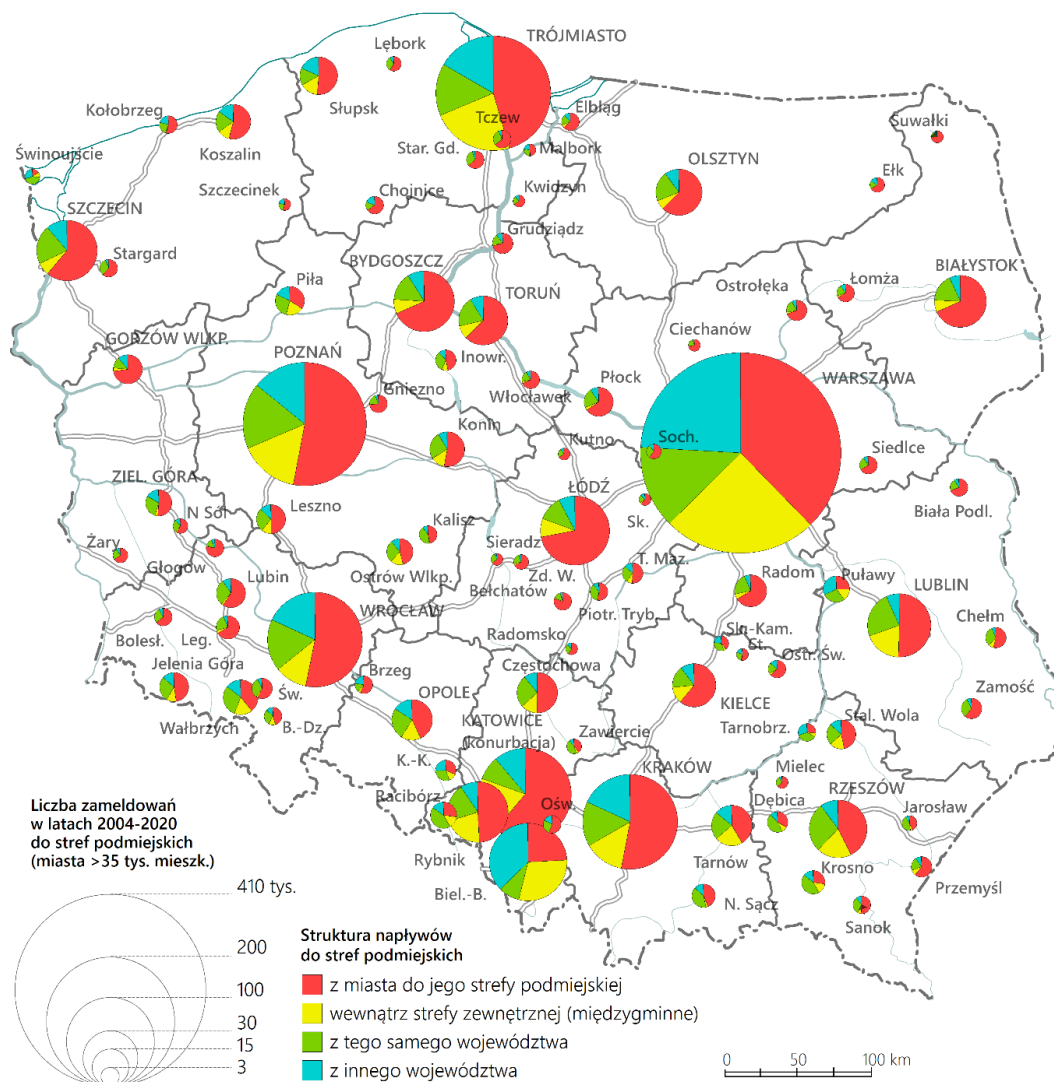 TRÓJMIASTO
Lębork
Słupsk
Kołobrzeg
Koszalin
Tczew
Elbląg
Suwałki
Star. Gd.
Malbork
OLSZTYN
Świnoujście
Ełk
Szczecinek
Chojnice
Kwidzyn
SZCZECIN
Grudziądz
Stargard
Piła
BYDGOSZCZ
TORUŃ
Ostrołęka
Łomża
BIAŁYSTOK
Ciechanów
GORZÓW WLKP.
POZNAŃ
Inowr.
WARSZAWA
Gniezno
Włocławek
Płock
Konin
Kutno
Soch.
Siedlce
ZIEL. GÓRA
N Sól
Leszno
Kalisz
ŁÓDŹ
Sk.
Biała Podl.
Żary
Głogów
Sieradz
Zd. W.
T. Maz.
Ostrów Wlkp.
Lubin
Bełchatów
Piotr. Tryb.
Radom
Puławy
LUBLIN
WROCŁAW
Bolesł.
Leg.
Radomsko
Sk.-Kam.
St.
Chełm
Jelenia Góra
Brzeg
Częstochowa
Ostr. Św.
Św.
OPOLE
KIELCE
Zamość
Wałbrzych
B.-Dz.
KATOWICE
(konurbacja)
Zawiercie
Tarnobrz.
Stal. Wola
K.-K.
KRAKÓW
Mielec
Racibórz
Ośw.
Dębica
RZESZÓW
Jarosław
Rybnik
Tarnów
Krosno
Przemyśl
Biel.-B.
N. Sącz
Sanok
Liczba zameldowań
w latach 2004-2020
do stref podmiejskich
(miasta >35 tys. mieszk.)
410 tys.
200
100
30
15
3
Struktura napływów
do stref podmiejskich
z miasta do jego strefy podmiejskiej
wewnątrz strefy zewnętrznej (międzygminne)
z tego samego województwa
z innego województwa
0 50 100 km